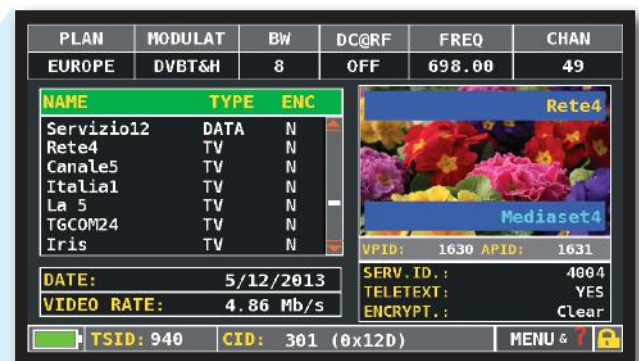 PLAN MODULAT BW DC@RF FREQ CHAN
EUROPE DVBT&H 8 OFF 698.00 49
NAME TYPE ENC
Servizio12 DATA N
Rete4 TV N
Canale5 TV N
Italia1 TV N
La 5 TV N
TGCOM24 TV N
Iris TV N
DATE: 5/12/2013
VIDEO RATE: 4.86 Mb/s
Rete4
Mediaset4
VPID: 1630 APID: 1631
SERV.ID.: 4004
TELETEXT: YES
ENCRYPT.: Clear
TSID: 940 CID: 301 (0x12D) MENU & ?